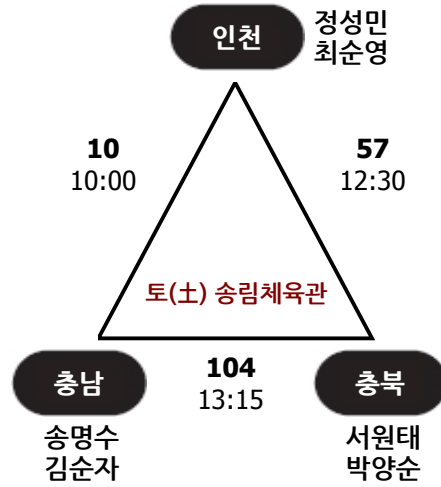 인천
정성민
최순영
10
10:00
57
12:30
토(土) 송림체육관
충남
104
13:15
충북
송명수
김순자
서원태
박양순